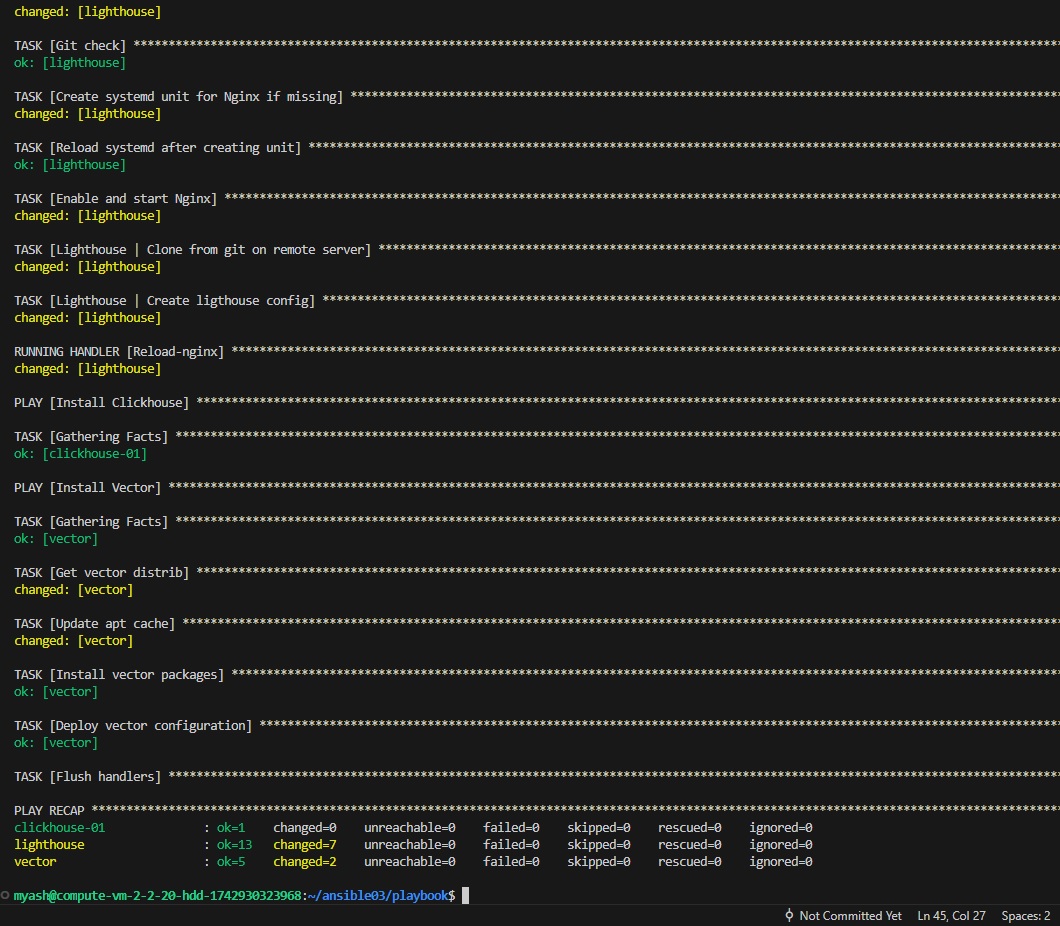 changed: [lighthouse]
TASK [Git check] *************************************************************************************************************************************
ok: [lighthouse]
TASK [Create systemd unit for Nginx if missing] ******************************************************************************************************
changed: [lighthouse]
TASK [Reload systemd after creating unit] ************************************************************************************************************
ok: [lighthouse]
TASK [Enable and start Nginx] ************************************************************************************************************************
changed: [lighthouse]
TASK [Lighthouse | Clone from git on remote server] **************************************************************************************************
changed: [lighthouse]
TASK [Lighthouse | Create ligthouse config] **********************************************************************************************************
changed: [lighthouse]
RUNNING HANDLER [Reload-nginx] ***********************************************************************************************************************
changed: [lighthouse]
PLAY [Install Clickhouse] ****************************************************************************************************************************
TASK [Gathering Facts] *******************************************************************************************************************************
ok: [clickhouse-01]
PLAY [Install Vector] ********************************************************************************************************************************
TASK [Gathering Facts] *******************************************************************************************************************************
ok: [vector]
TASK [Get vector distrib] ****************************************************************************************************************************
changed: [vector]
TASK [Update apt cache] ******************************************************************************************************************************
changed: [vector]
TASK [Install vector packages] ***********************************************************************************************************************
ok: [vector]
TASK [Deploy vector configuration] *******************************************************************************************************************
ok: [vector]
TASK [Flush handlers] ********************************************************************************************************************************
PLAY RECAP *******************************************************************************************************************************************
clickhouse-01 : ok=1 changed=0 unreachable=0 failed=0 skipped=0 rescued=0 ignored=0
lighthouse : ok=13 changed=7 unreachable=0 failed=0 skipped=0 rescued=0 ignored=0
vector : ok=5 changed=2 unreachable=0 failed=0 skipped=0 rescued=0 ignored=0
myash@compute-vm-2-2-20-hdd-1742930323968:~/ansible03/playbook$
Not Committed Yet Ln 45, Col 27 Spaces: 2